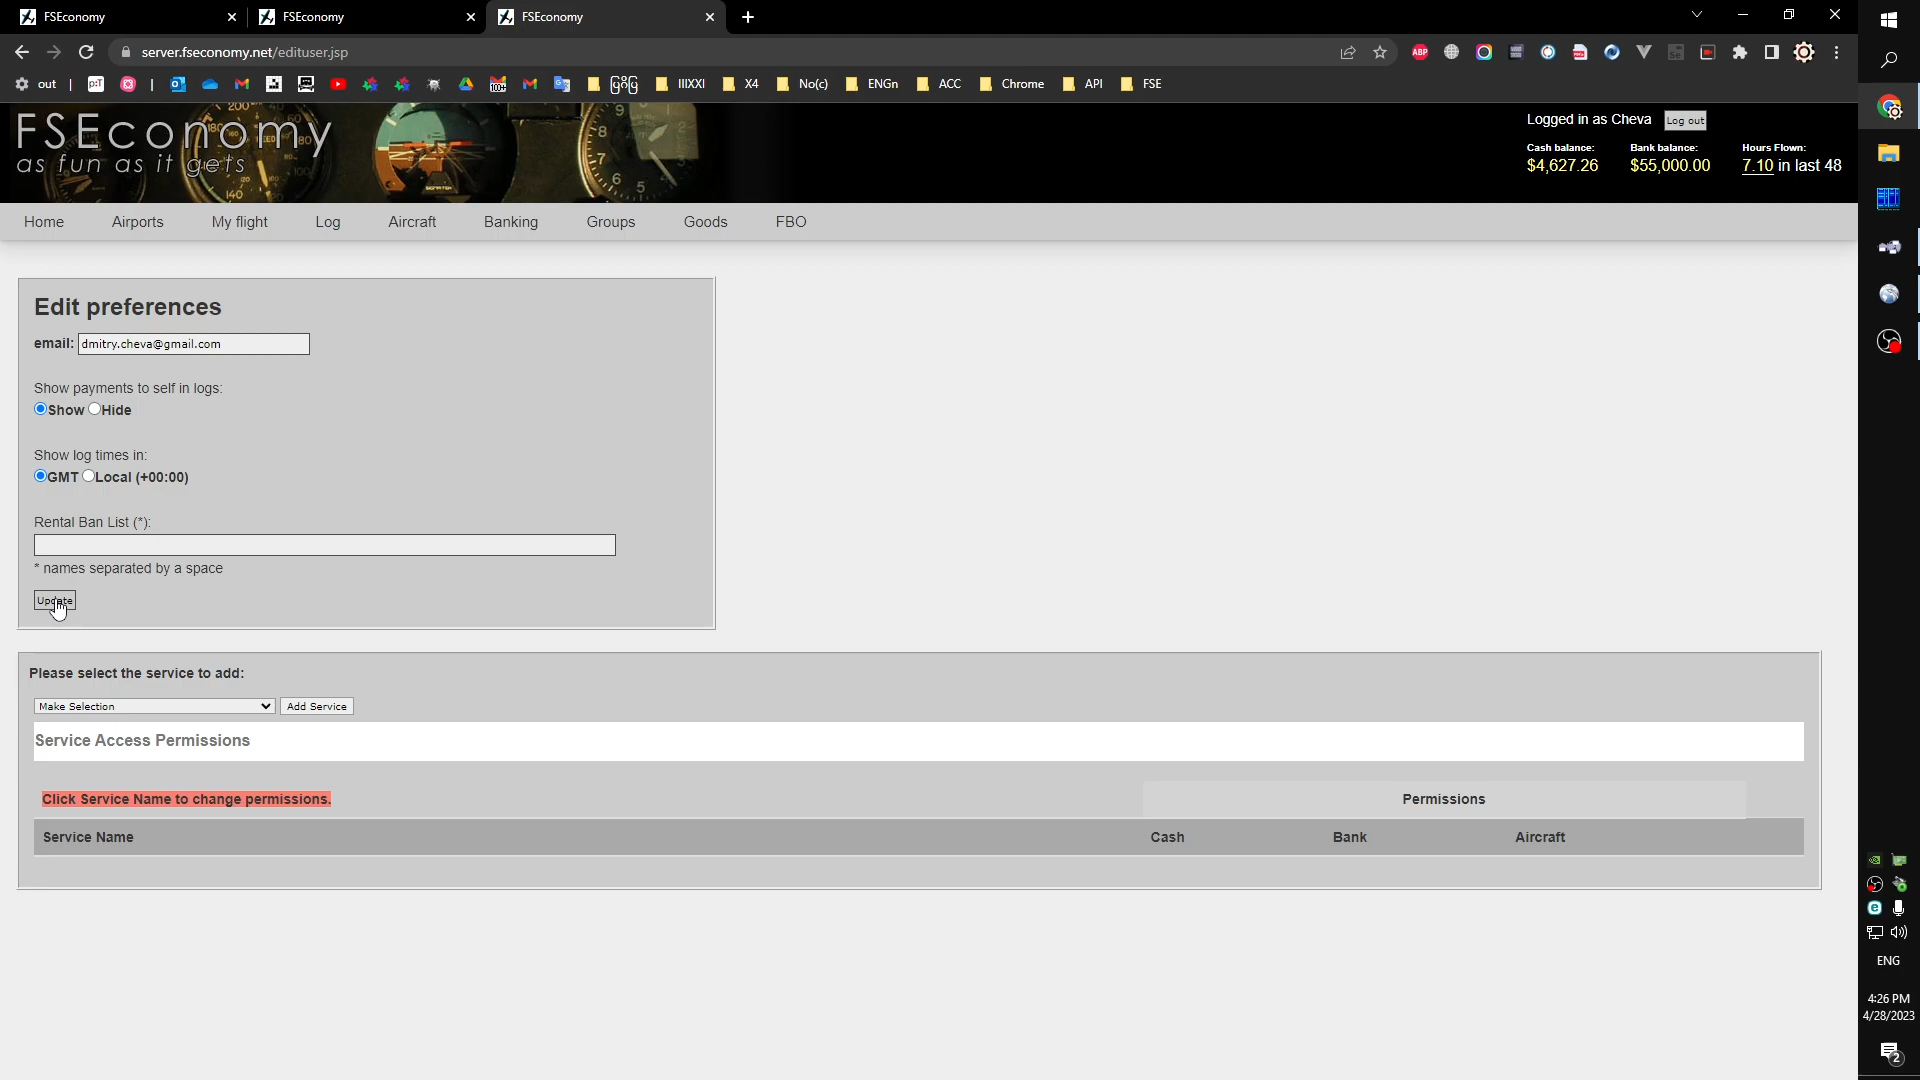 FSEconomy
FSEconomy
FSEconomy
server.fseconomy.net/edituser.jsp
ABP
out
|
p:T
|
100+
IIIXXI
X4
No(c)
ENGn
ACC
Chrome
API
FSE
FSEconomy
as fun as it gets
Logged in as Cheva
Log out
Cash balance:
Bank balance:
Hours Flown:
$4,627.26
$55,000.00
7.10 in last 48
Home
Airports
My flight
Log
Aircraft
Banking
Groups
Goods
FBO
Edit preferences
email: dmitry.cheva@gmail.com
Show payments to self in logs:
Show Hide
Show log times in:
GMT Local (+00:00)
Rental Ban List (*):
* names separated by a space
Update
Please select the service to add:
Make Selection
Add Service
Service Access Permissions
Click Service Name to change permissions.
Permissions
Service Name
Cash
Bank
Aircraft
ENG
4:26 PM
4/28/2023
2